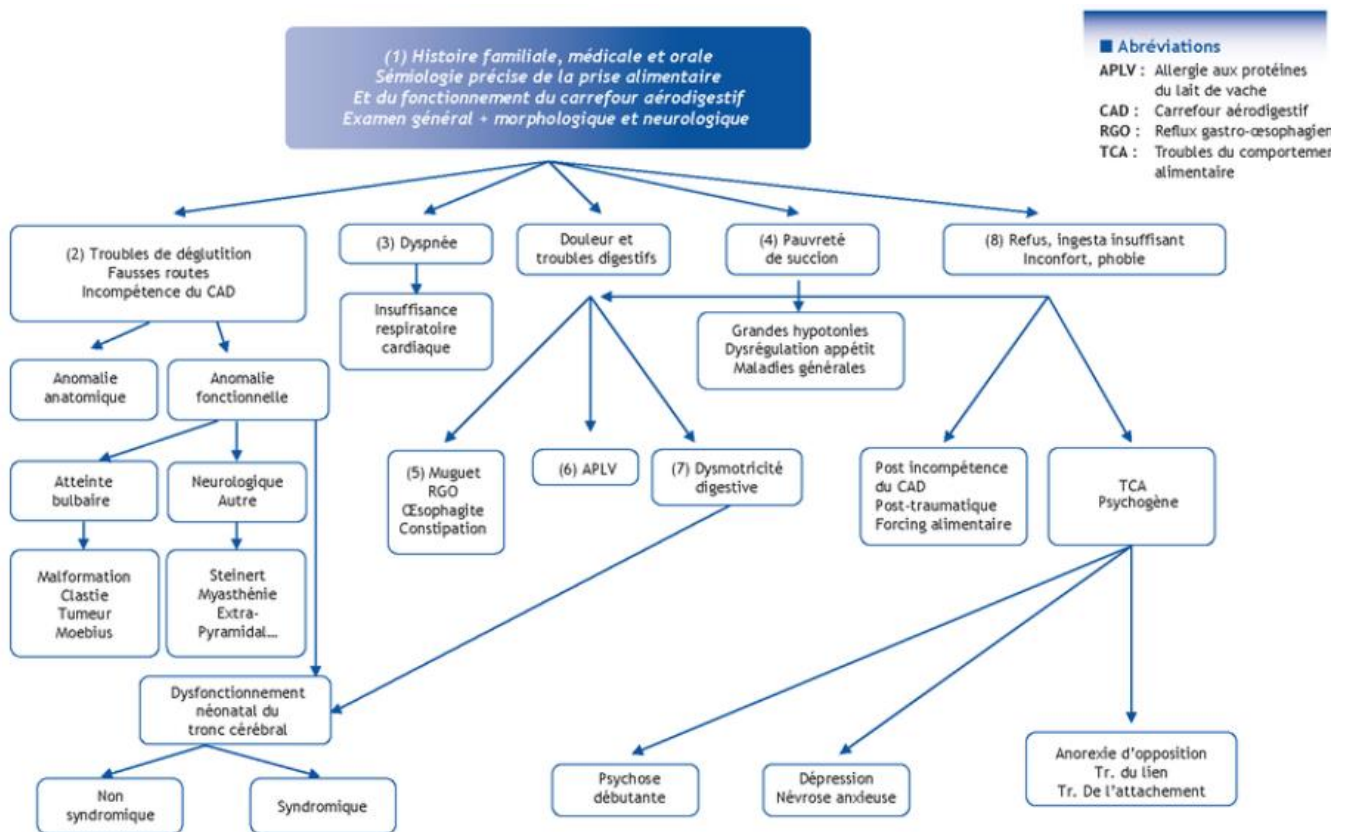 (1) Histoire familiale, médicale et orale
Sémiologie précise de la prise alimentaire
Et du fonctionnement du carrefour aérodigestif
Examen général + morphologique et neurologique
■ Abréviations
APLV : Allergie aux protéines
du lait de vache
CAD : Carrefour aérodigestif
RGO : Reflux gastro-œsophagien
TCA : Troubles du comportemen
alimentaire
(2) Troubles de déglutition
Fausses routes
Incompétence du CAD
(3) Dyspnée
Douleur et
troubles digestifs
(4) Pauvreté
de succion
(8) Refus, ingesta insuffisant
Inconfort, phobie
Insuffisance
respiratoire
cardiaque
Grandes hypotonies
Dysrégulation appétit
Maladies générales
Anomalie
anatomique
Anomalie
fonctionnelle
Atteinte
bulbaire
Neurologique
Autre
(5) Muguet
RGO
Œsophagite
Constipation
(6) APLV
(7) Dysmotricité
digestive
Post incompétence
du CAD
Post-traumatique
Forcing alimentaire
TCA
Psychogène
Malformation
Clastie
Tumeur
Moebius
Steinert
Myasthénie
Extra-
Pyramidal...
Dysfonctionnement
néonatal du
tronc cérébral
Non
syndromique
Syndromique
Psychose
débutante
Dépression
Névrose anxieuse
Anorexie d'opposition
Tr. du lien
Tr. De l'attachement